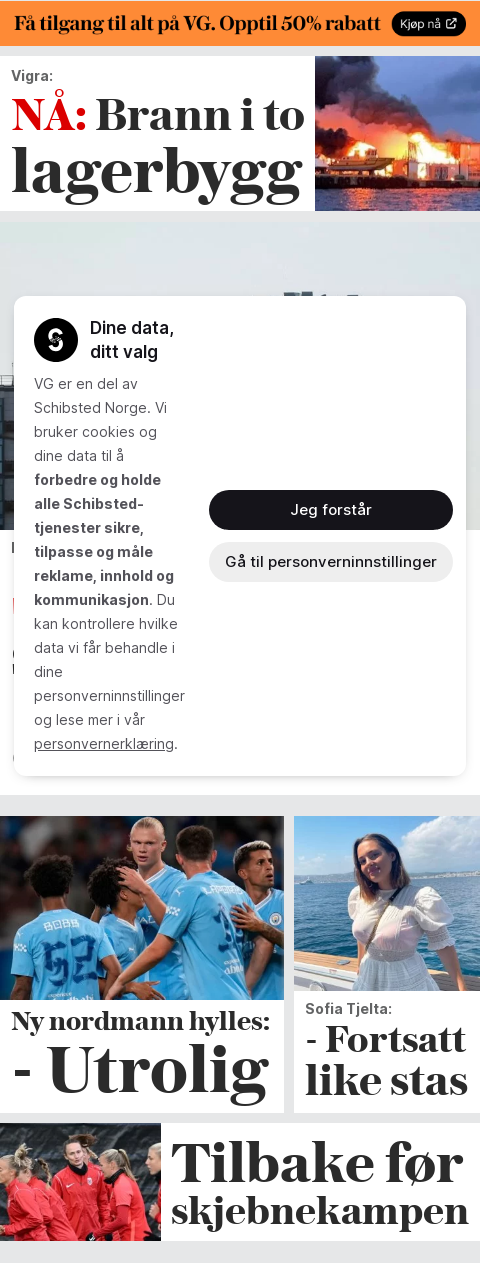 Få tilgang til alt på VG. Opptil 50% rabatt
Kjøp nå
Vigra:
NÅ: Brann i to
lagerbygg
Dine data,
ditt valg
VG er en del av
Schibsted Norge. Vi
bruker cookies og
dine data til å
forbedre og holde
alle Schibsted-
tjenester sikre,
tilpasse og måle
reklame, innhold og
kommunikasjon. Du
kan kontrollere hvilke
data vi får behandle i
dine
personverninnstillinger
og lese mer i vår
personvernerklæring.
Jeg forstår
Gå til personverninnstillinger
BOBB
52
Ny nordmann hylles:
- Utrolig
Sofia Tjelta:
- Fortsatt
like stas
Tilbake før
skjebnekampen